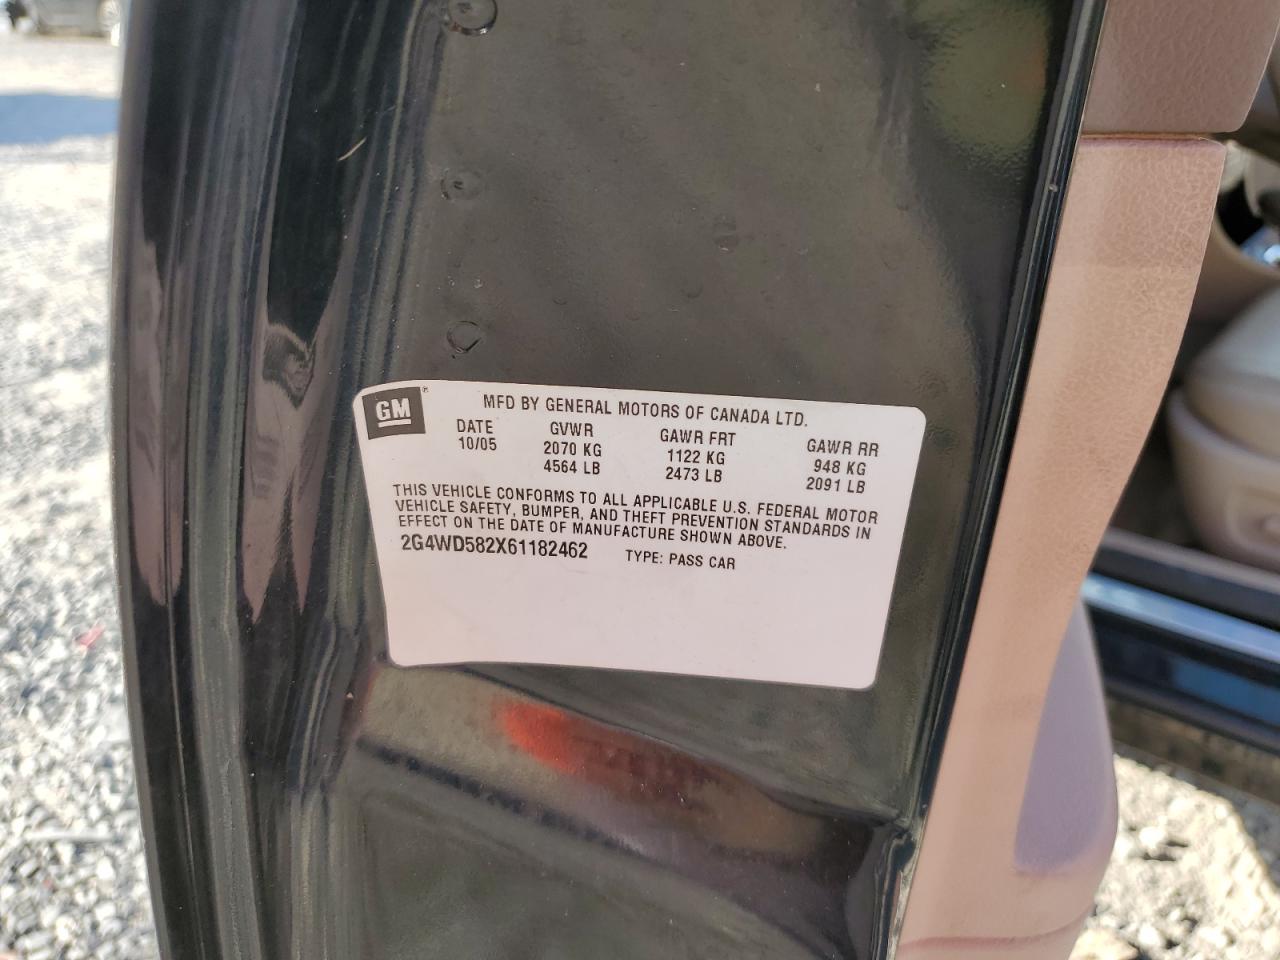 GM®
MFD BY GENERAL MOTORS OF CANADA LTD.
DATE GVWR GAWR FRT GAWR RR
10/05 2070 KG 1122 KG 948 KG
4564 LB 2473 LB 2091 LB
THIS VEHICLE CONFORMS TO ALL APPLICABLE U.S. FEDERAL MOTOR
VEHICLE SAFETY, BUMPER, AND THEFT PREVENTION STANDARDS IN
EFFECT ON THE DATE OF MANUFACTURE SHOWN ABOVE.
2G4WD582X61182462 TYPE: PASS CAR